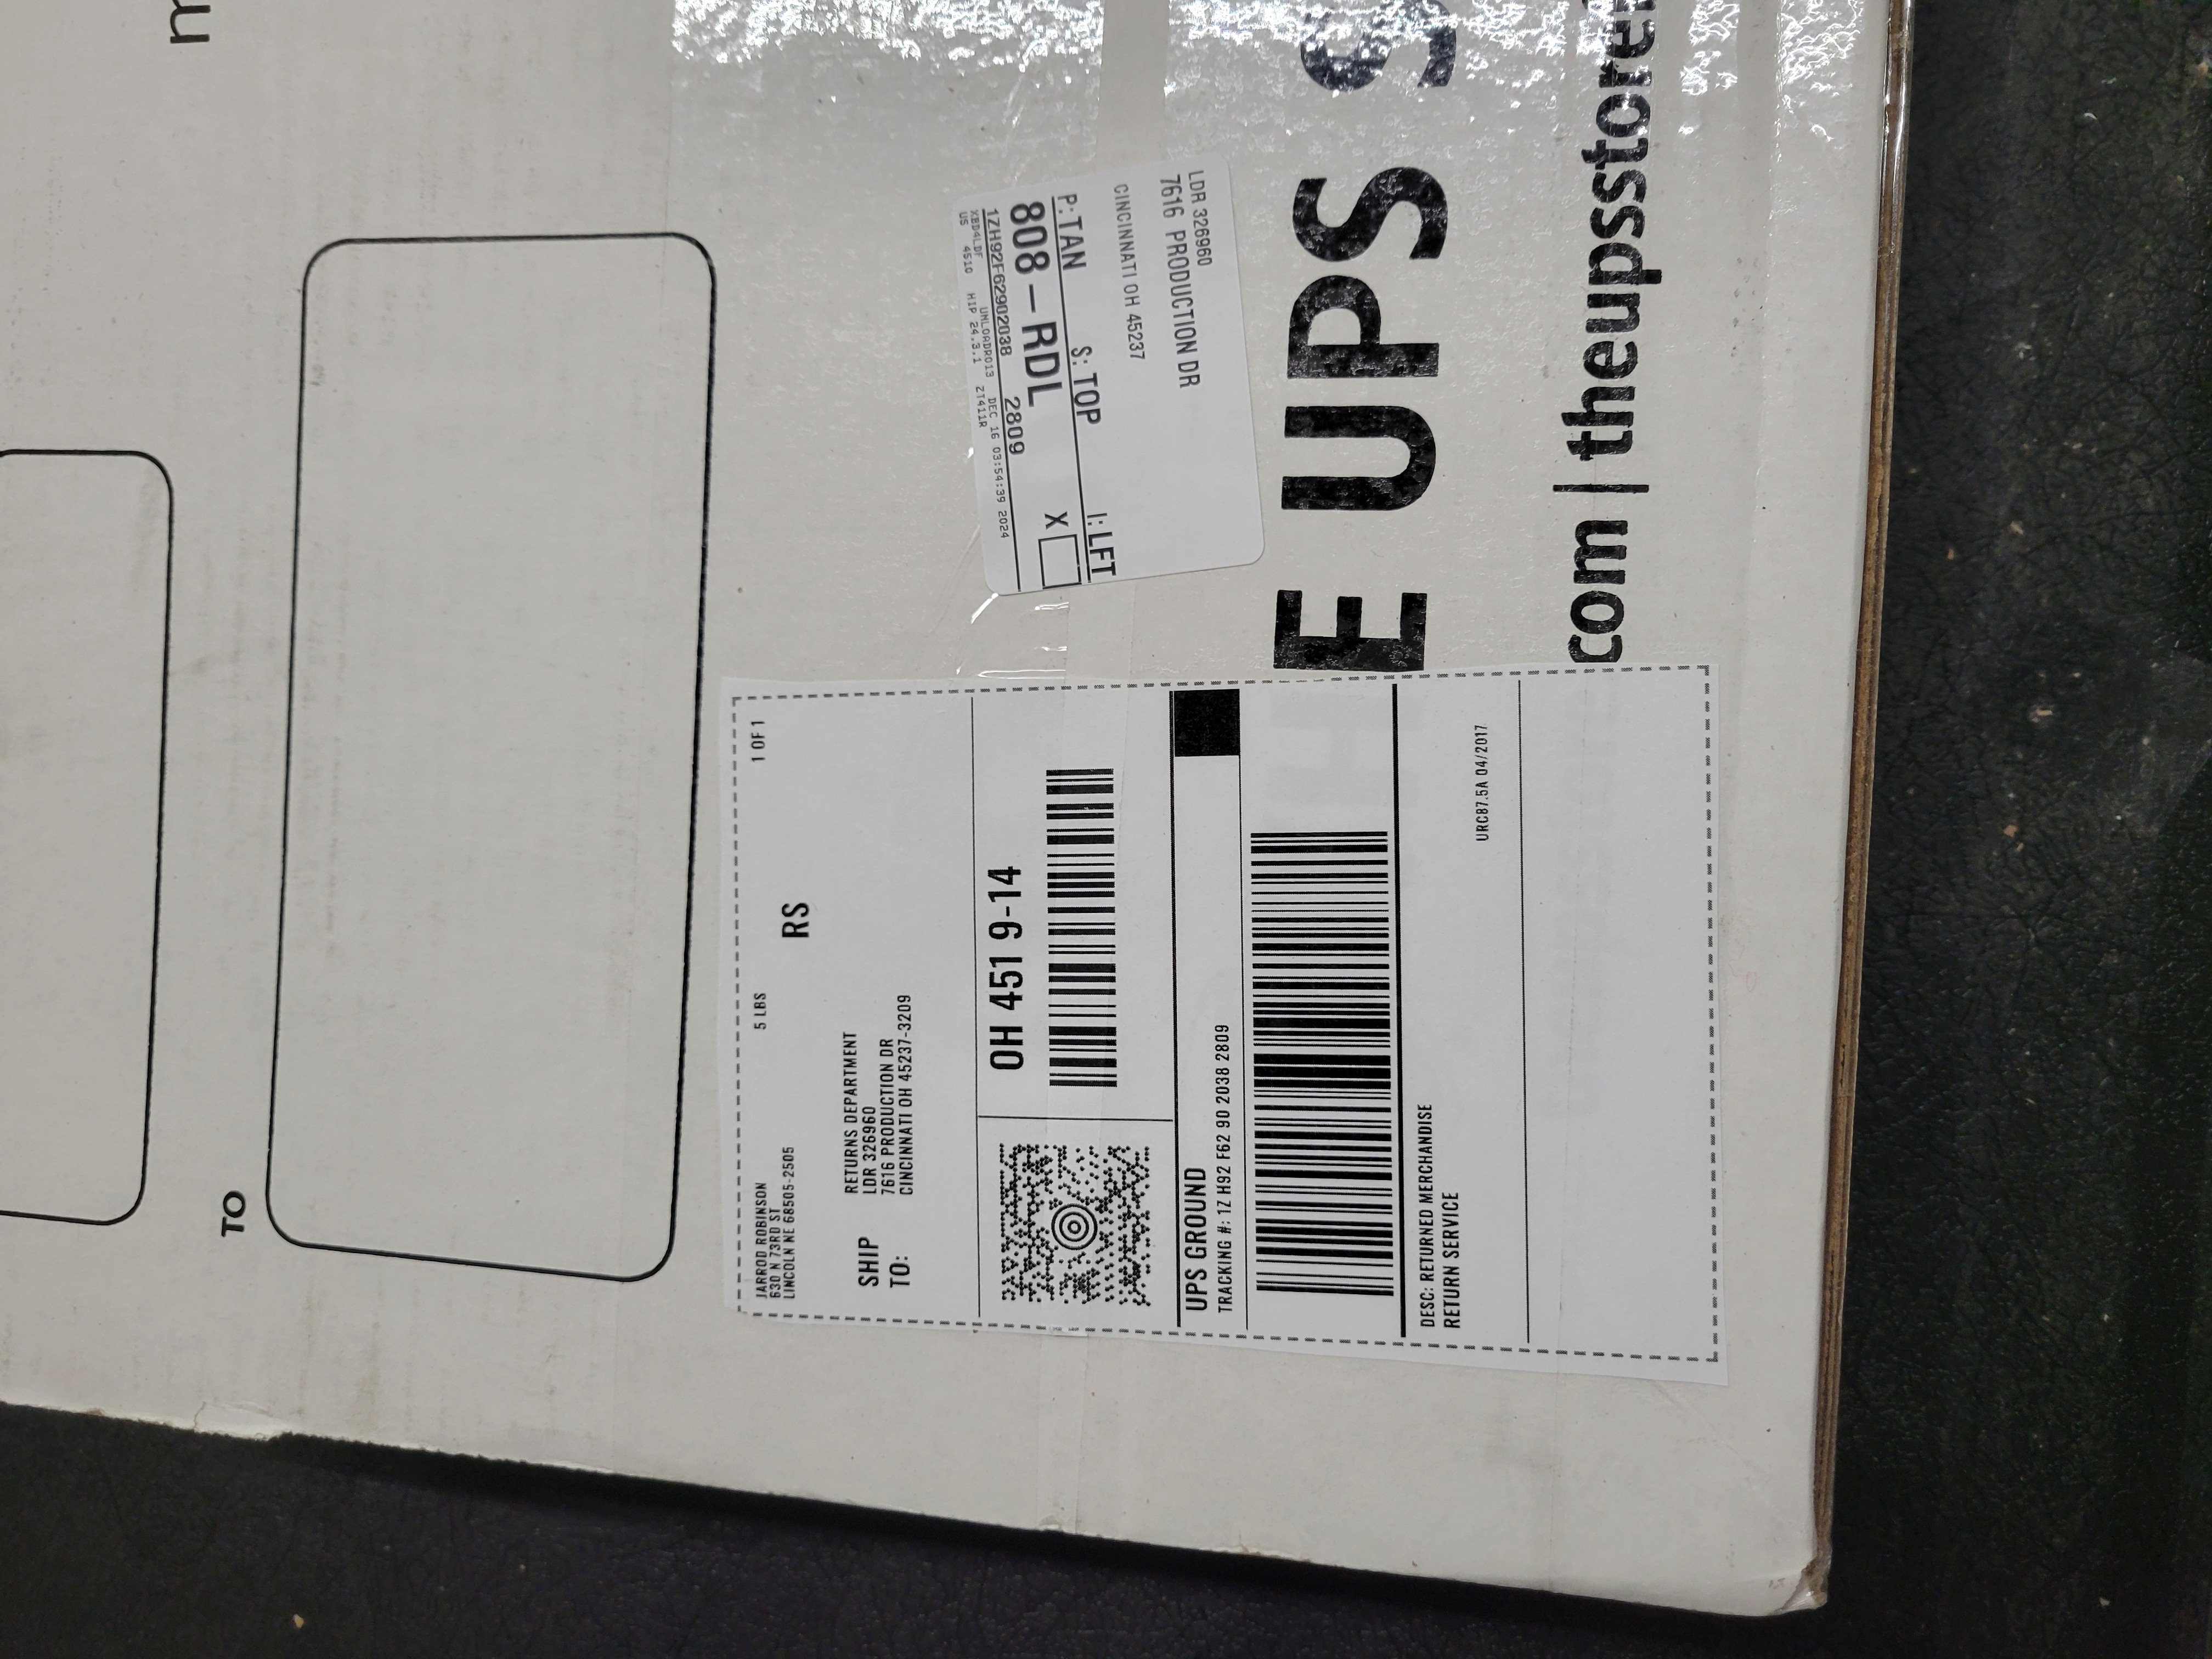 TO
JARROD ROBINSON
630 N 73RD ST
LINCOLN NE 68505-2505
5 LBS
1 OF 1
RS
SHIP
TO:
RETURNS DEPARTMENT
LDR 326960
7616 PRODUCTION DR
CINCINNATI OH 45237-3209
OH 451 9-14
UPS GROUND
TRACKING #: 1Z H92 F62 90 2038 2809
DESC: RETURNED MERCHANDISE
RETURN SERVICE
URC87.5A 04/2017
LDR 326960
7616 PRODUCTION DR
CINCINNATI OH 45237
P:TAN S:TOP I:LFT
808-RDL X
1ZH92F62902038 2809
UNLOADR013 DEC 16 03:54:39 2024
US 4510 HIP 24.3.1 ZT411R
E UPS S
com | theupsstore